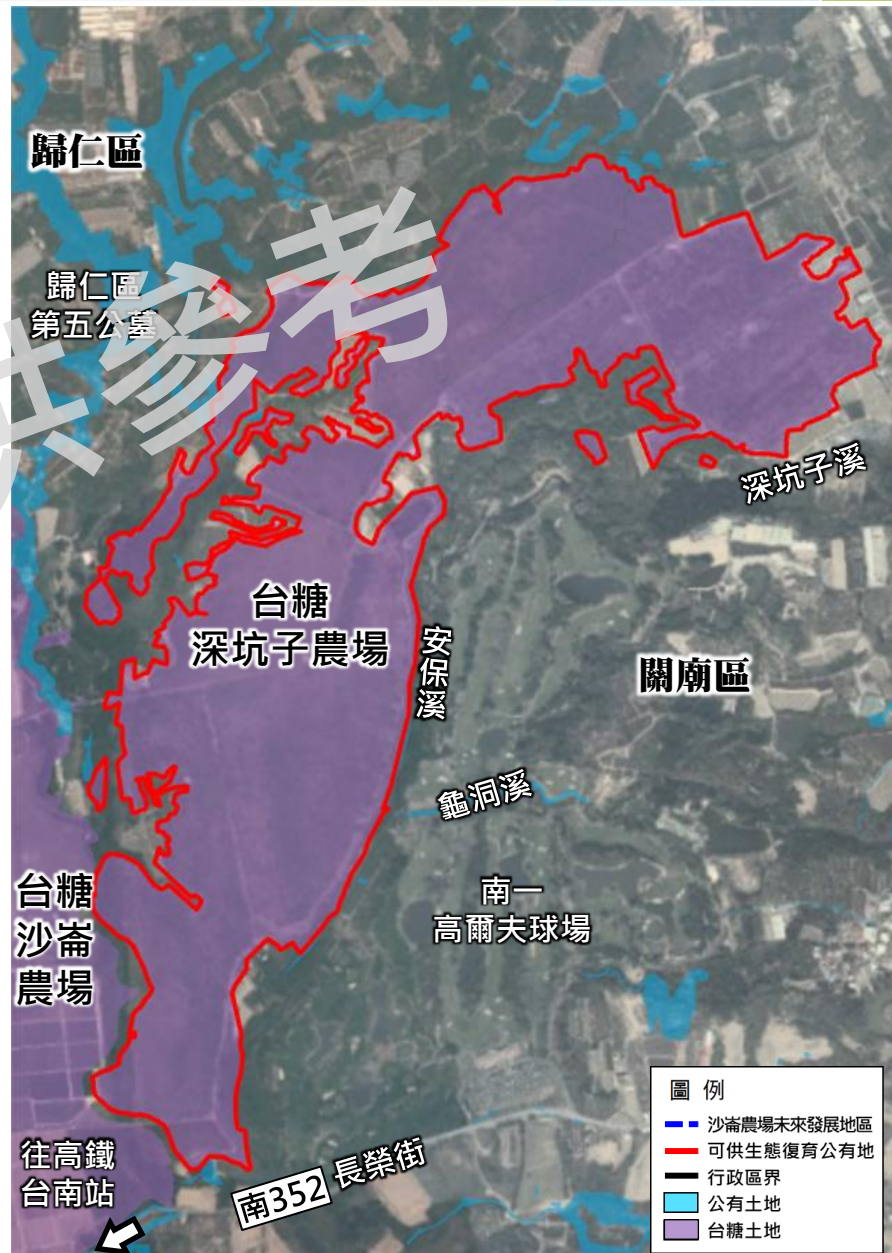 歸仁區
歸仁區
第五公墓
供參考
深坑子溪
台糖
深坑子農場
安保溪
關廟區
龜洞溪
台糖
沙崙
農場
南一
高爾夫球場
往高鐵
台南站
南352 長榮街
圖 例
沙崙農場未來發展地區
可供生態復育公有地
行政區界
公有土地
台糖土地